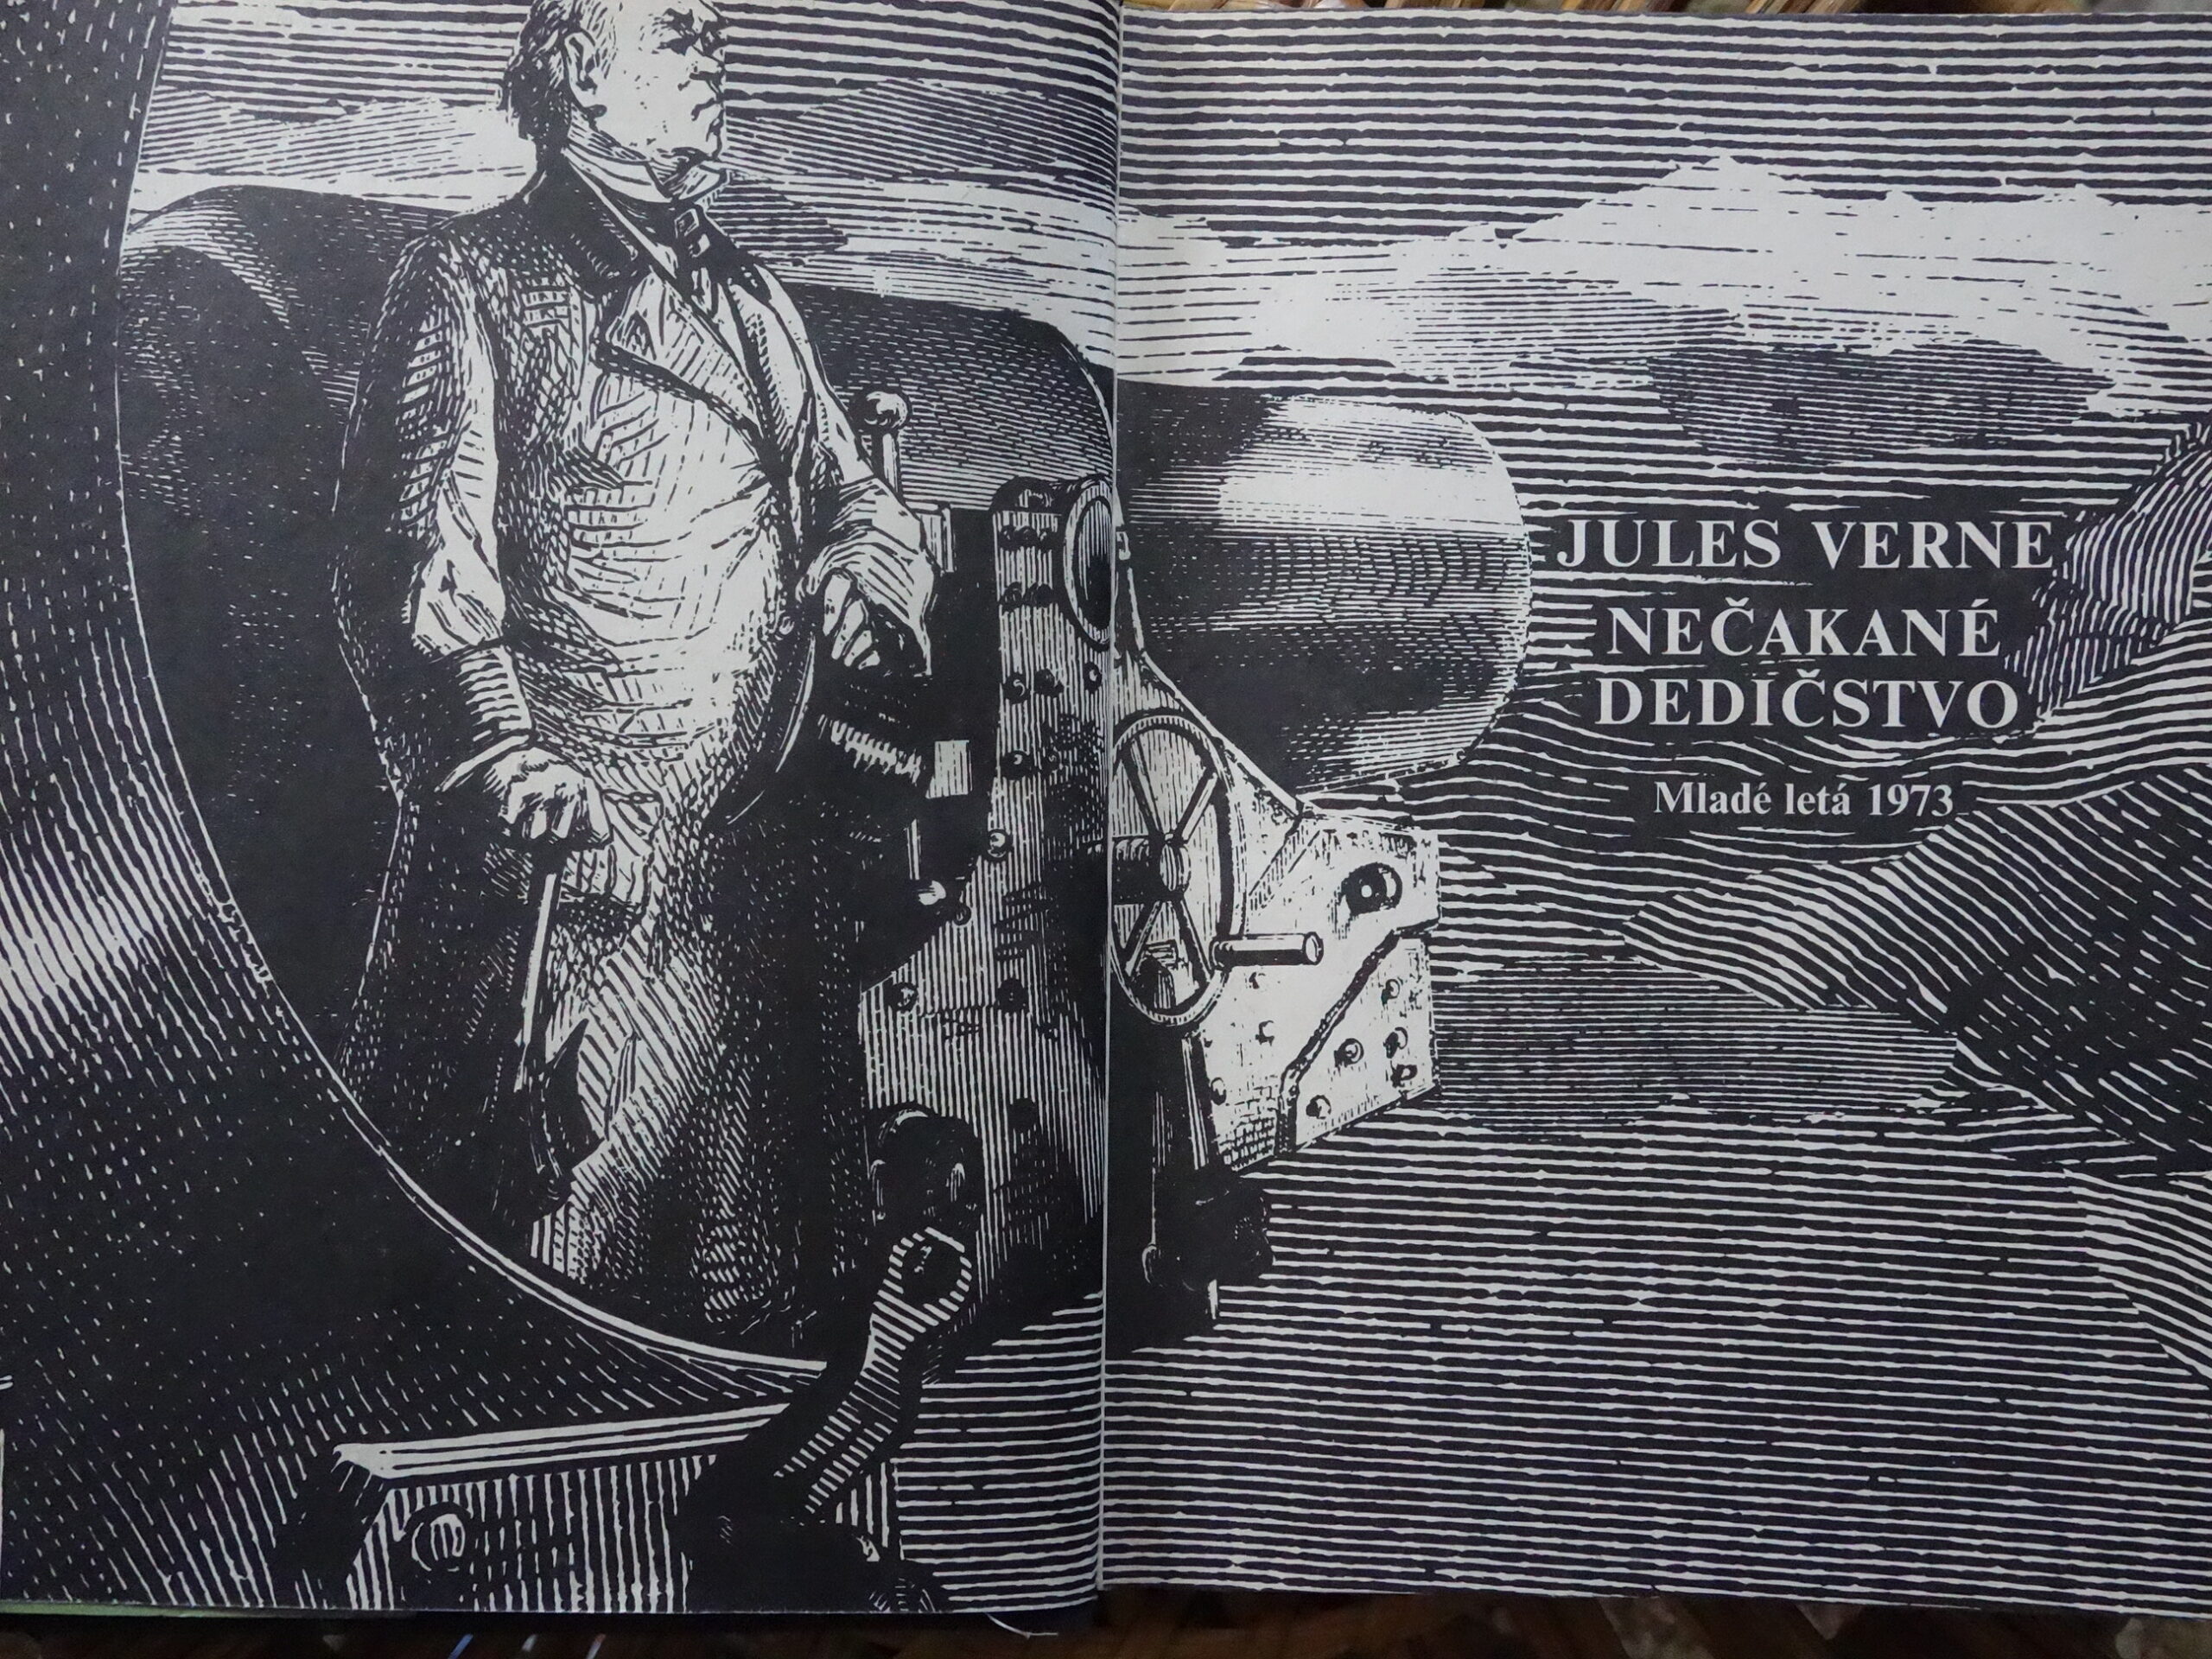 JULES VERNE
NEČAKANÉ
DEDIČSTVO
Mladé letá 1973